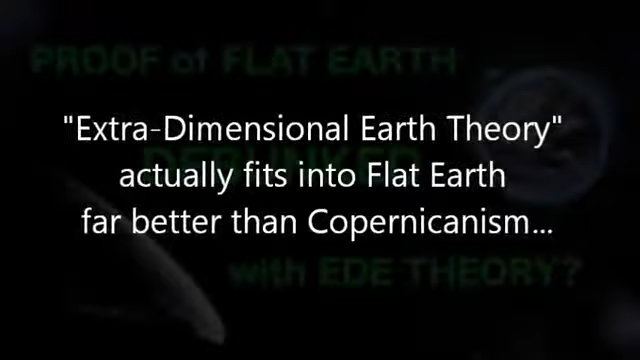 PROOF of FLAT EARTH
"Extra-Dimensional Earth Theory"
actually fits into Flat Earth
far better than Copernicanism...
with EDE THEORY?